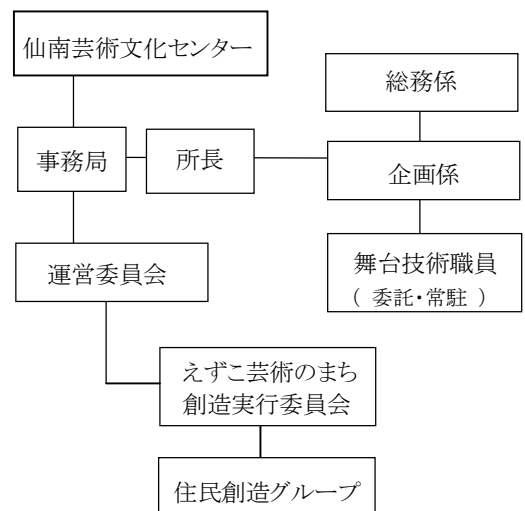 仙南芸術文化センター
総務係
事務局
所長
企画係
運営委員会
舞台技術職員
( 委託・常駐 )
えずこ芸術のまち
創造実行委員会
住民創造グループ